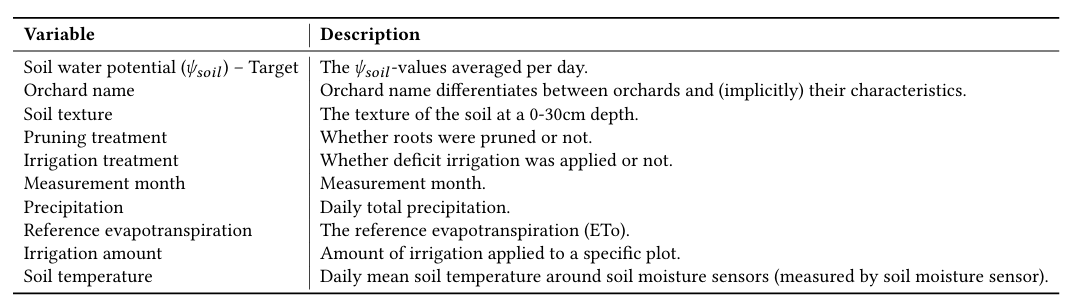 Variable Description
Soil water potential (ψsoil) – Target The ψsoil-values averaged per day.
Orchard name Orchard name differentiates between orchards and (implicitly) their characteristics.
Soil texture The texture of the soil at a 0-30cm depth.
Pruning treatment Whether roots were pruned or not.
Irrigation treatment Whether deficit irrigation was applied or not.
Measurement month Measurement month.
Precipitation Daily total precipitation.
Reference evapotranspiration The reference evapotranspiration (ETo).
Irrigation amount Amount of irrigation applied to a specific plot.
Soil temperature Daily mean soil temperature around soil moisture sensors (measured by soil moisture sensor).